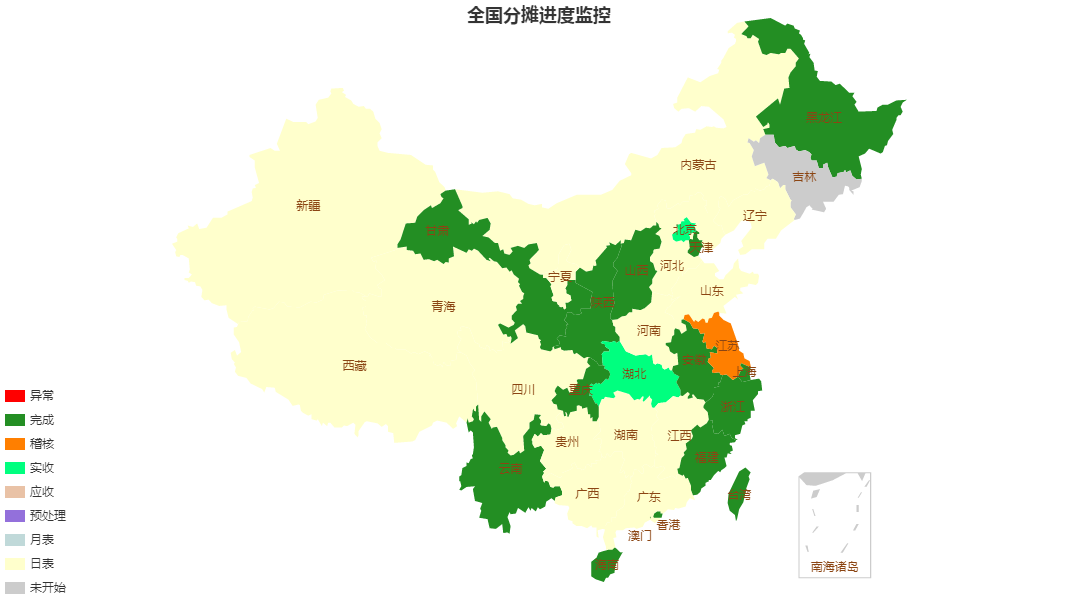 全国分摊进度监控
黑龙江
内蒙古
吉林
新疆
辽宁
甘肃
北京
天津
河北
山西
宁夏
山东
陕西
青海
河南
江苏
安徽
西藏
上海
湖北
四川
重庆
浙江
湖南
江西
贵州
福建
云南
广西
广东
台湾
香港
澳门
海南
南海诸岛
异常
完成
稽核
实收
应收
预处理
月表
日表
未开始